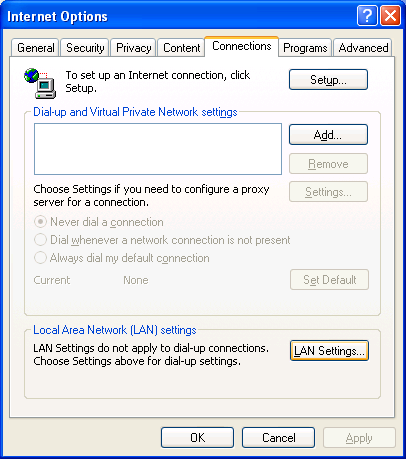 Internet Options
General Security Privacy Content Connections Programs Advanced
To set up an Internet connection, click
Setup.
Setup...
Dial-up and Virtual Private Network settings
Add...
Remove
Choose Settings if you need to configure a proxy
server for a connection.
Settings...
Never dial a connection
Dial whenever a network connection is not present
Always dial my default connection
Current None
Set Default
Local Area Network (LAN) settings
LAN Settings do not apply to dial-up connections.
Choose Settings above for dial-up settings.
LAN Settings...
OK Cancel Apply